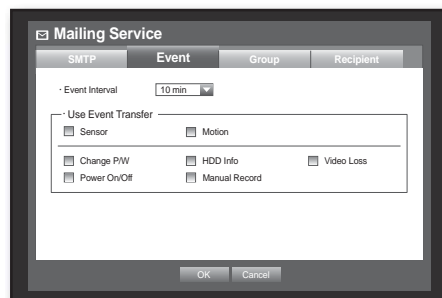 Mailing Service
SMTP Event Group Recipient
· Event Interval 10 min
· Use Event Transfer
Sensor Motion
Change P/W HDD Info Video Loss
Power On/Off Manual Record
OK Cancel